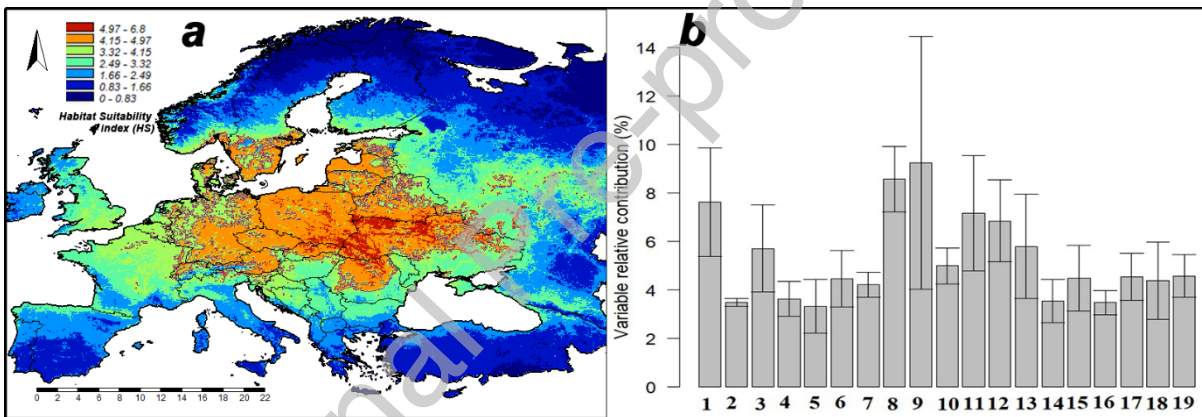 a
4.97 - 6.8
4.15 - 4.97
3.32 - 4.15
2.49 - 3.32
1.66 - 2.49
0.83 - 1.66
0 - 0.83
Habitat Suitability
index (HS)
0 2 4 6 8 10 12 14 16 18 20 22
b
Variable relative contribution (%)
14
12
10
8
6
4
2
0
1 2 3 4 5 6 7 8 9 10 11 12 13 14 15 16 17 18 19
nal pre-pro